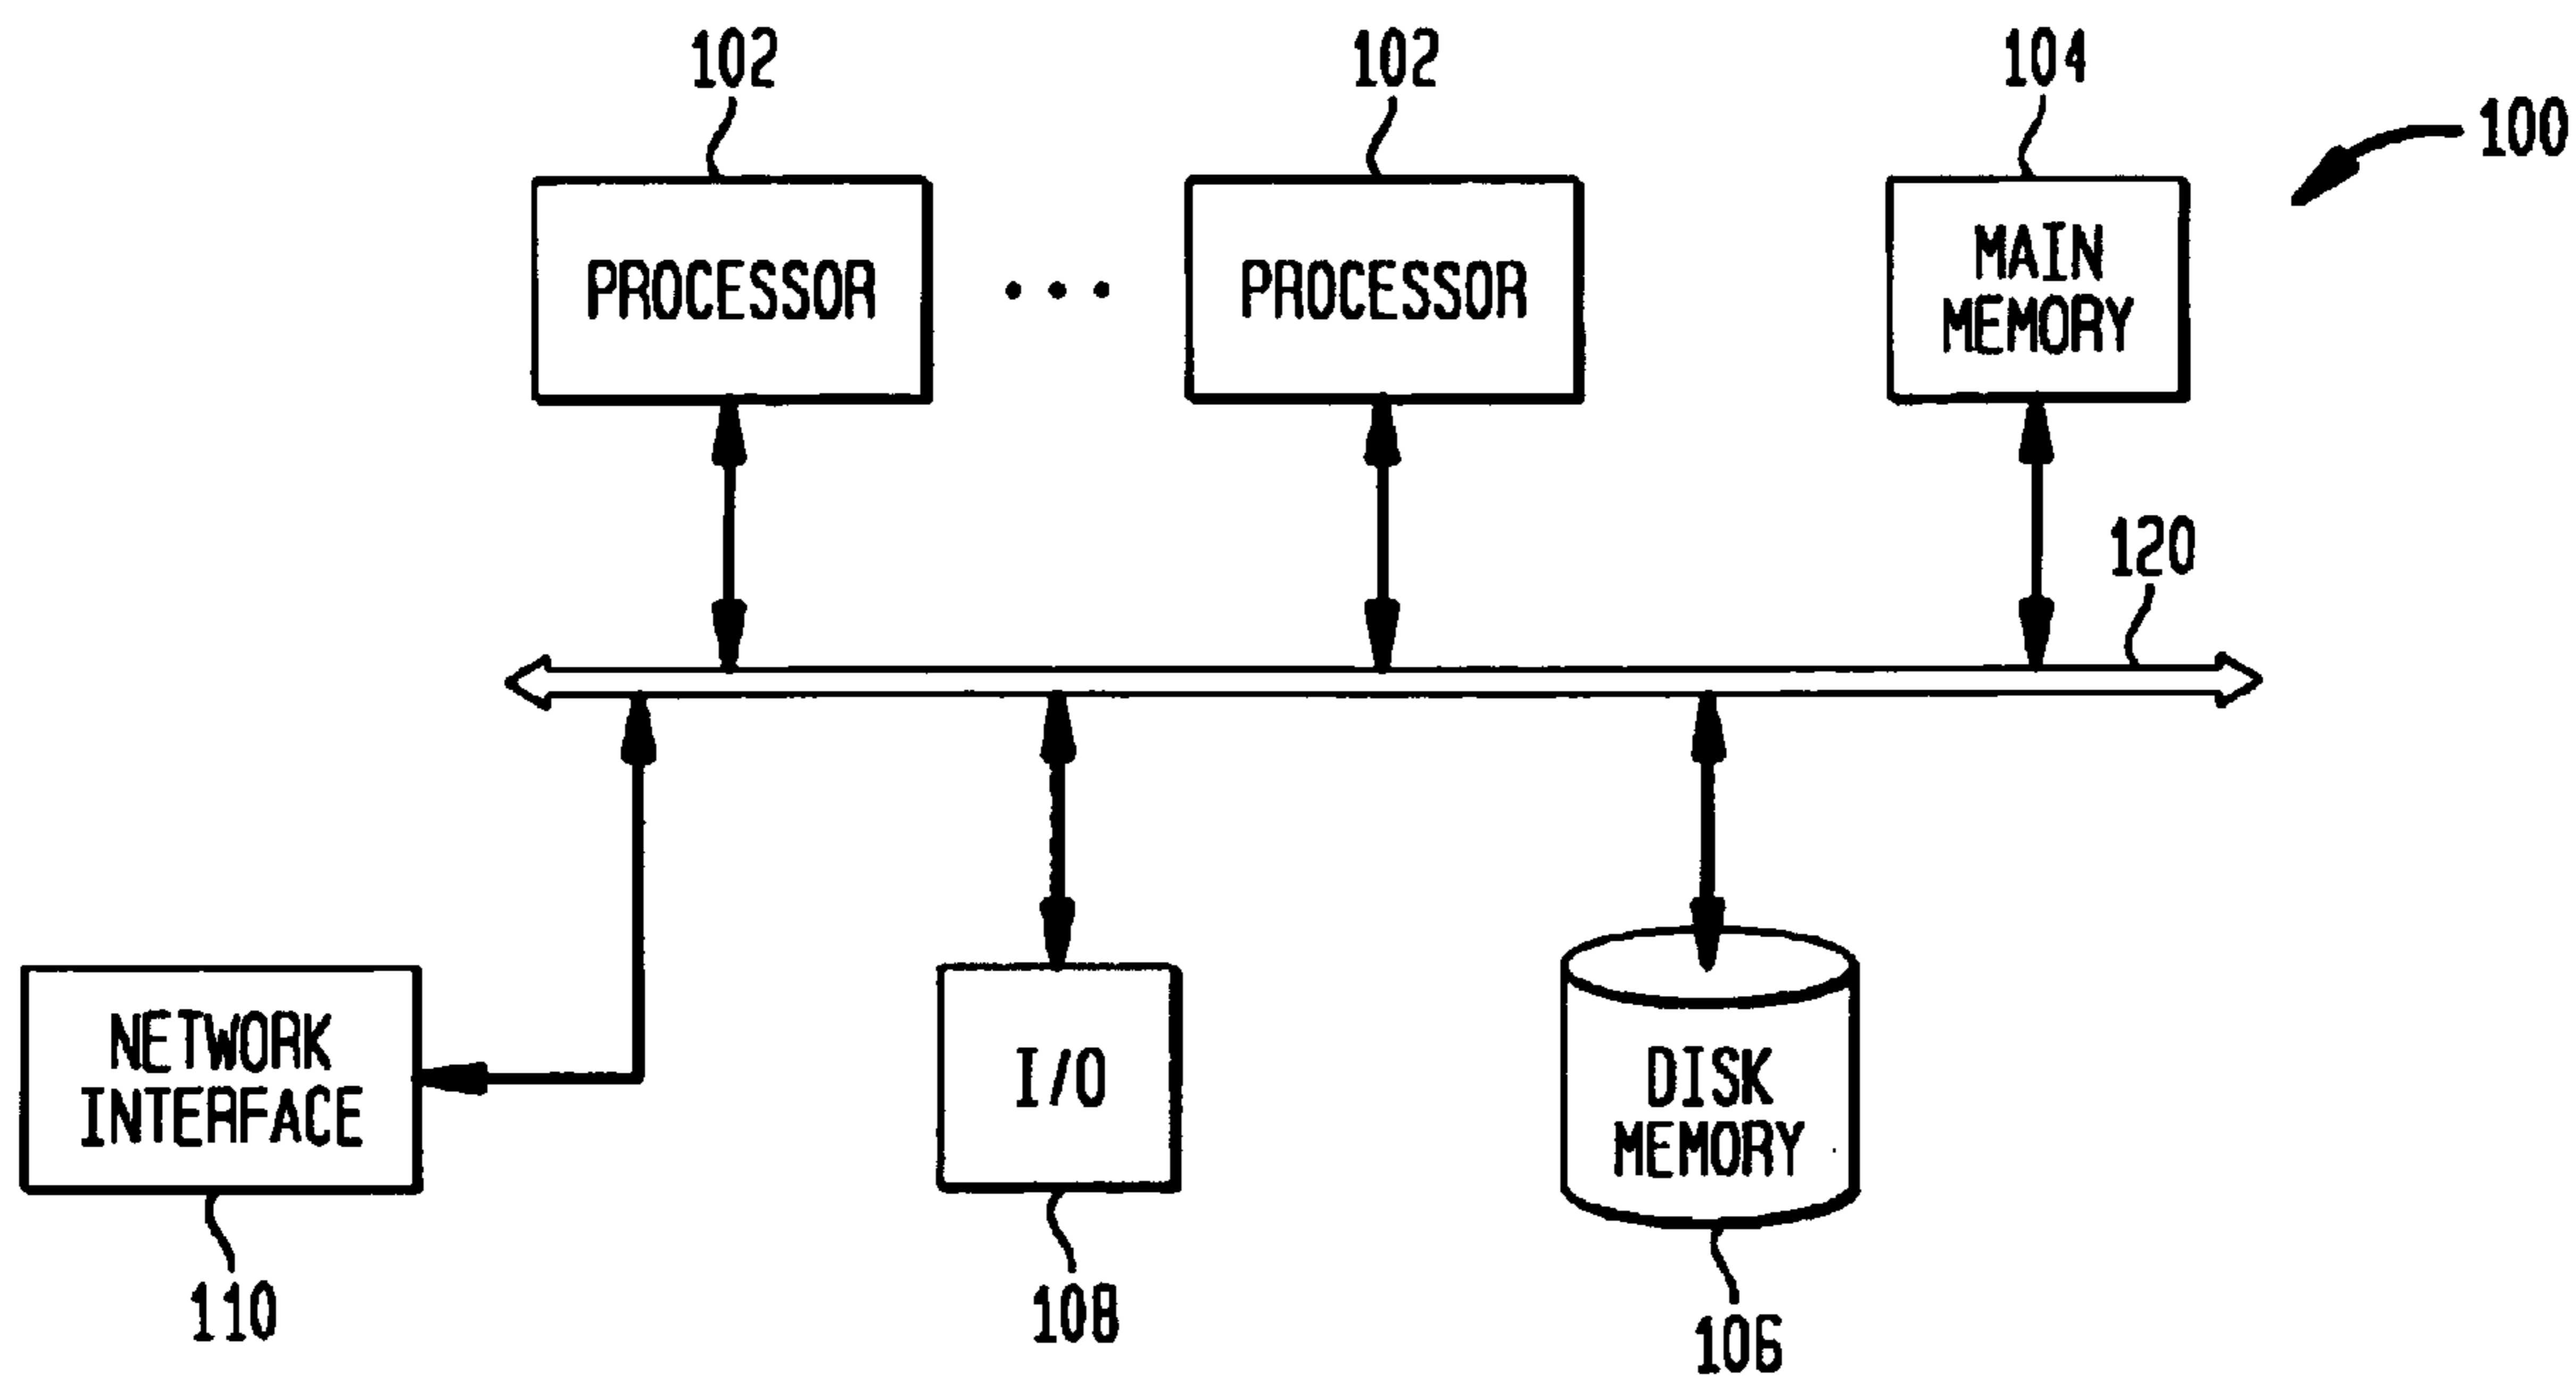 102
102
104
100
PROCESSOR
PROCESSOR
MAIN
MEMORY
120
NETWORK
INTERFACE
I/O
DISK
MEMORY
110
108
106